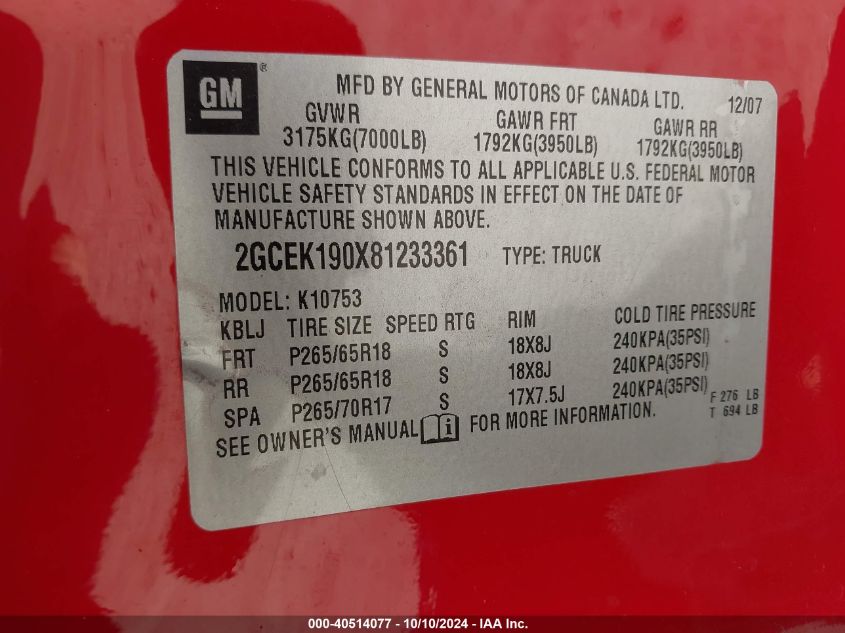 GM ®
MFD BY GENERAL MOTORS OF CANADA LTD. 12/07
GVWR GAWR FRT GAWR RR
3175KG(7000LB) 1792KG(3950LB) 1792KG(3950LB)
THIS VEHICLE CONFORMS TO ALL APPLICABLE U.S. FEDERAL MOTOR
VEHICLE SAFETY STANDARDS IN EFFECT ON THE DATE OF
MANUFACTURE SHOWN ABOVE.
2GCEK190X81233361 TYPE: TRUCK
MODEL: K10753
KBLJ TIRE SIZE SPEED RTG RIM COLD TIRE PRESSURE
FRT P265/65R18 S 18X8J 240KPA(35PSI)
RR P265/65R18 S 18X8J 240KPA(35PSI)
SPA P265/70R17 S 17X7.5J 240KPA(35PSI) F 276 LB
T 694 LB
SEE OWNER'S MANUAL i FOR MORE INFORMATION.
000-40514077 - 10/10/2024 - IAA Inc.